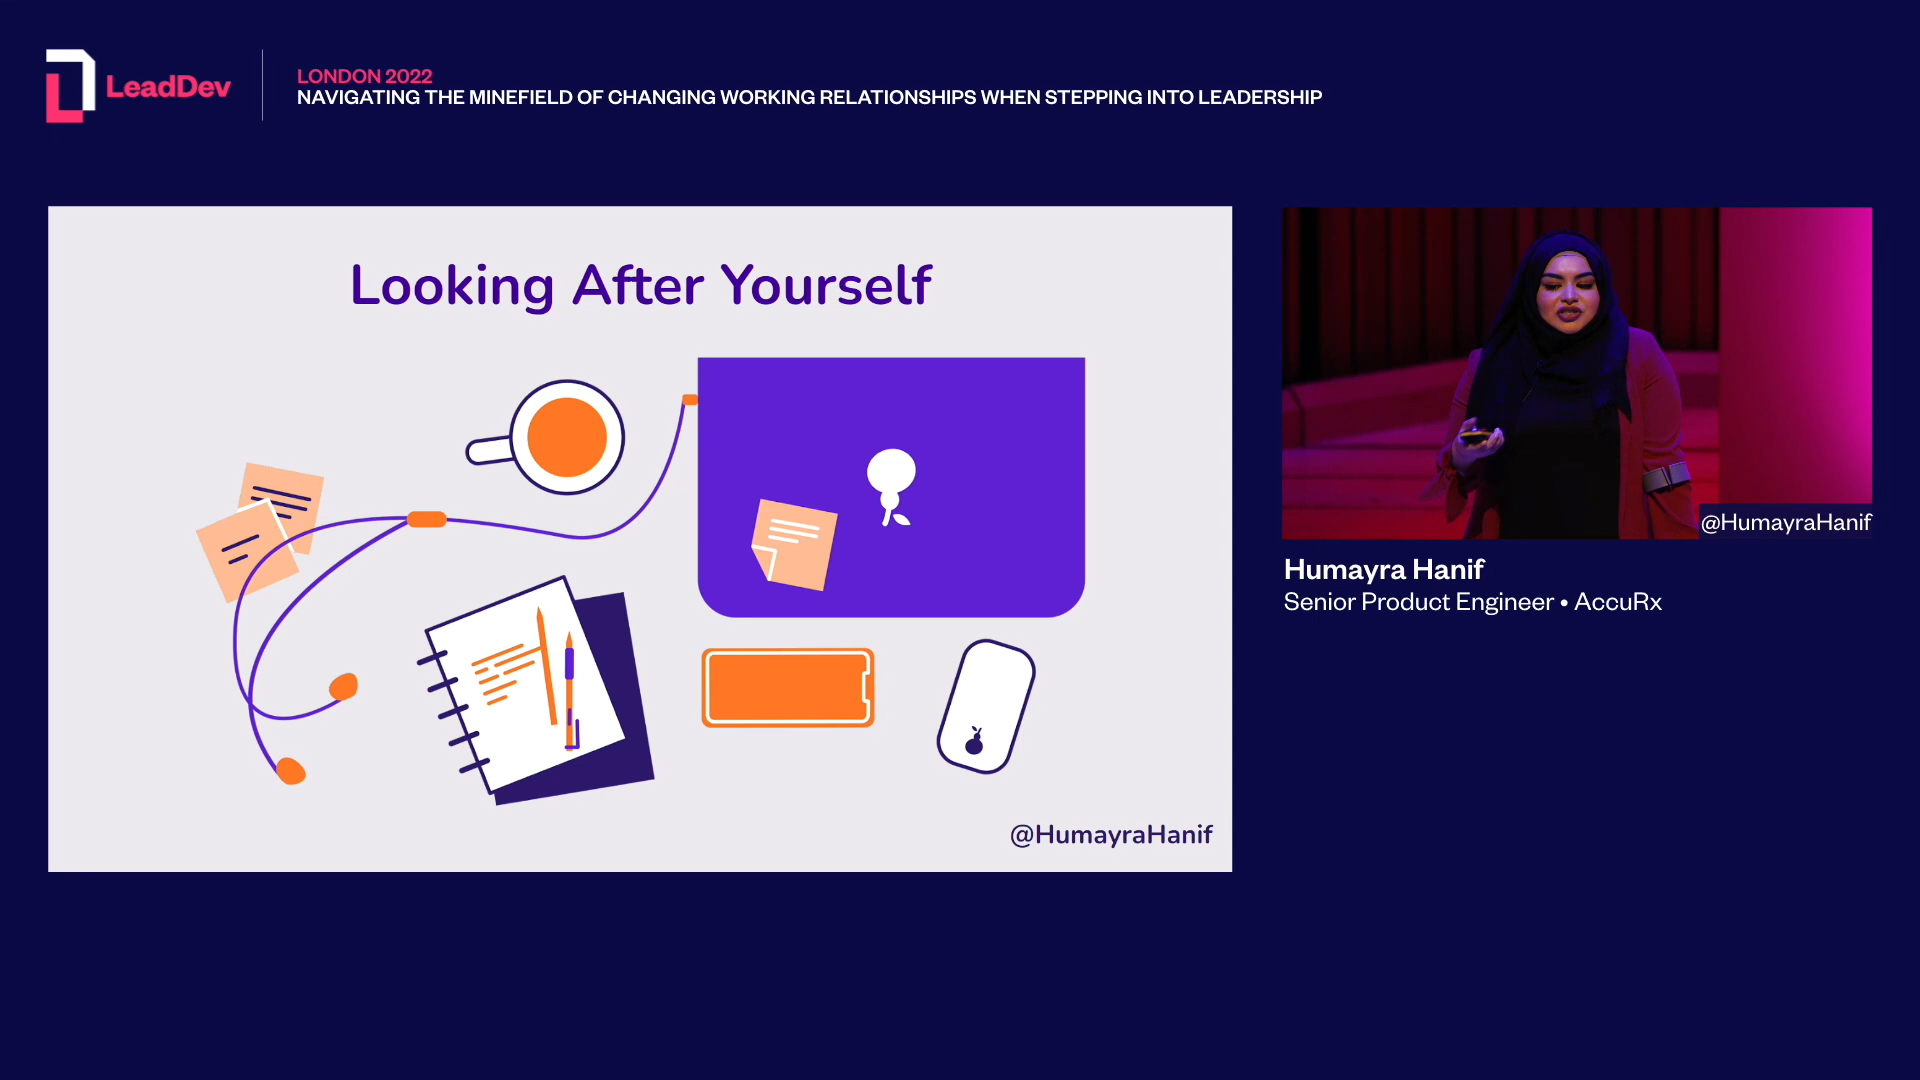 LeadDev
LONDON 2022
NAVIGATING THE MINEFIELD OF CHANGING WORKING RELATIONSHIPS WHEN STEPPING INTO LEADERSHIP
Looking After Yourself
@HumayraHanif
@HumayraHanif
Humayra Hanif
Senior Product Engineer • AccuRx